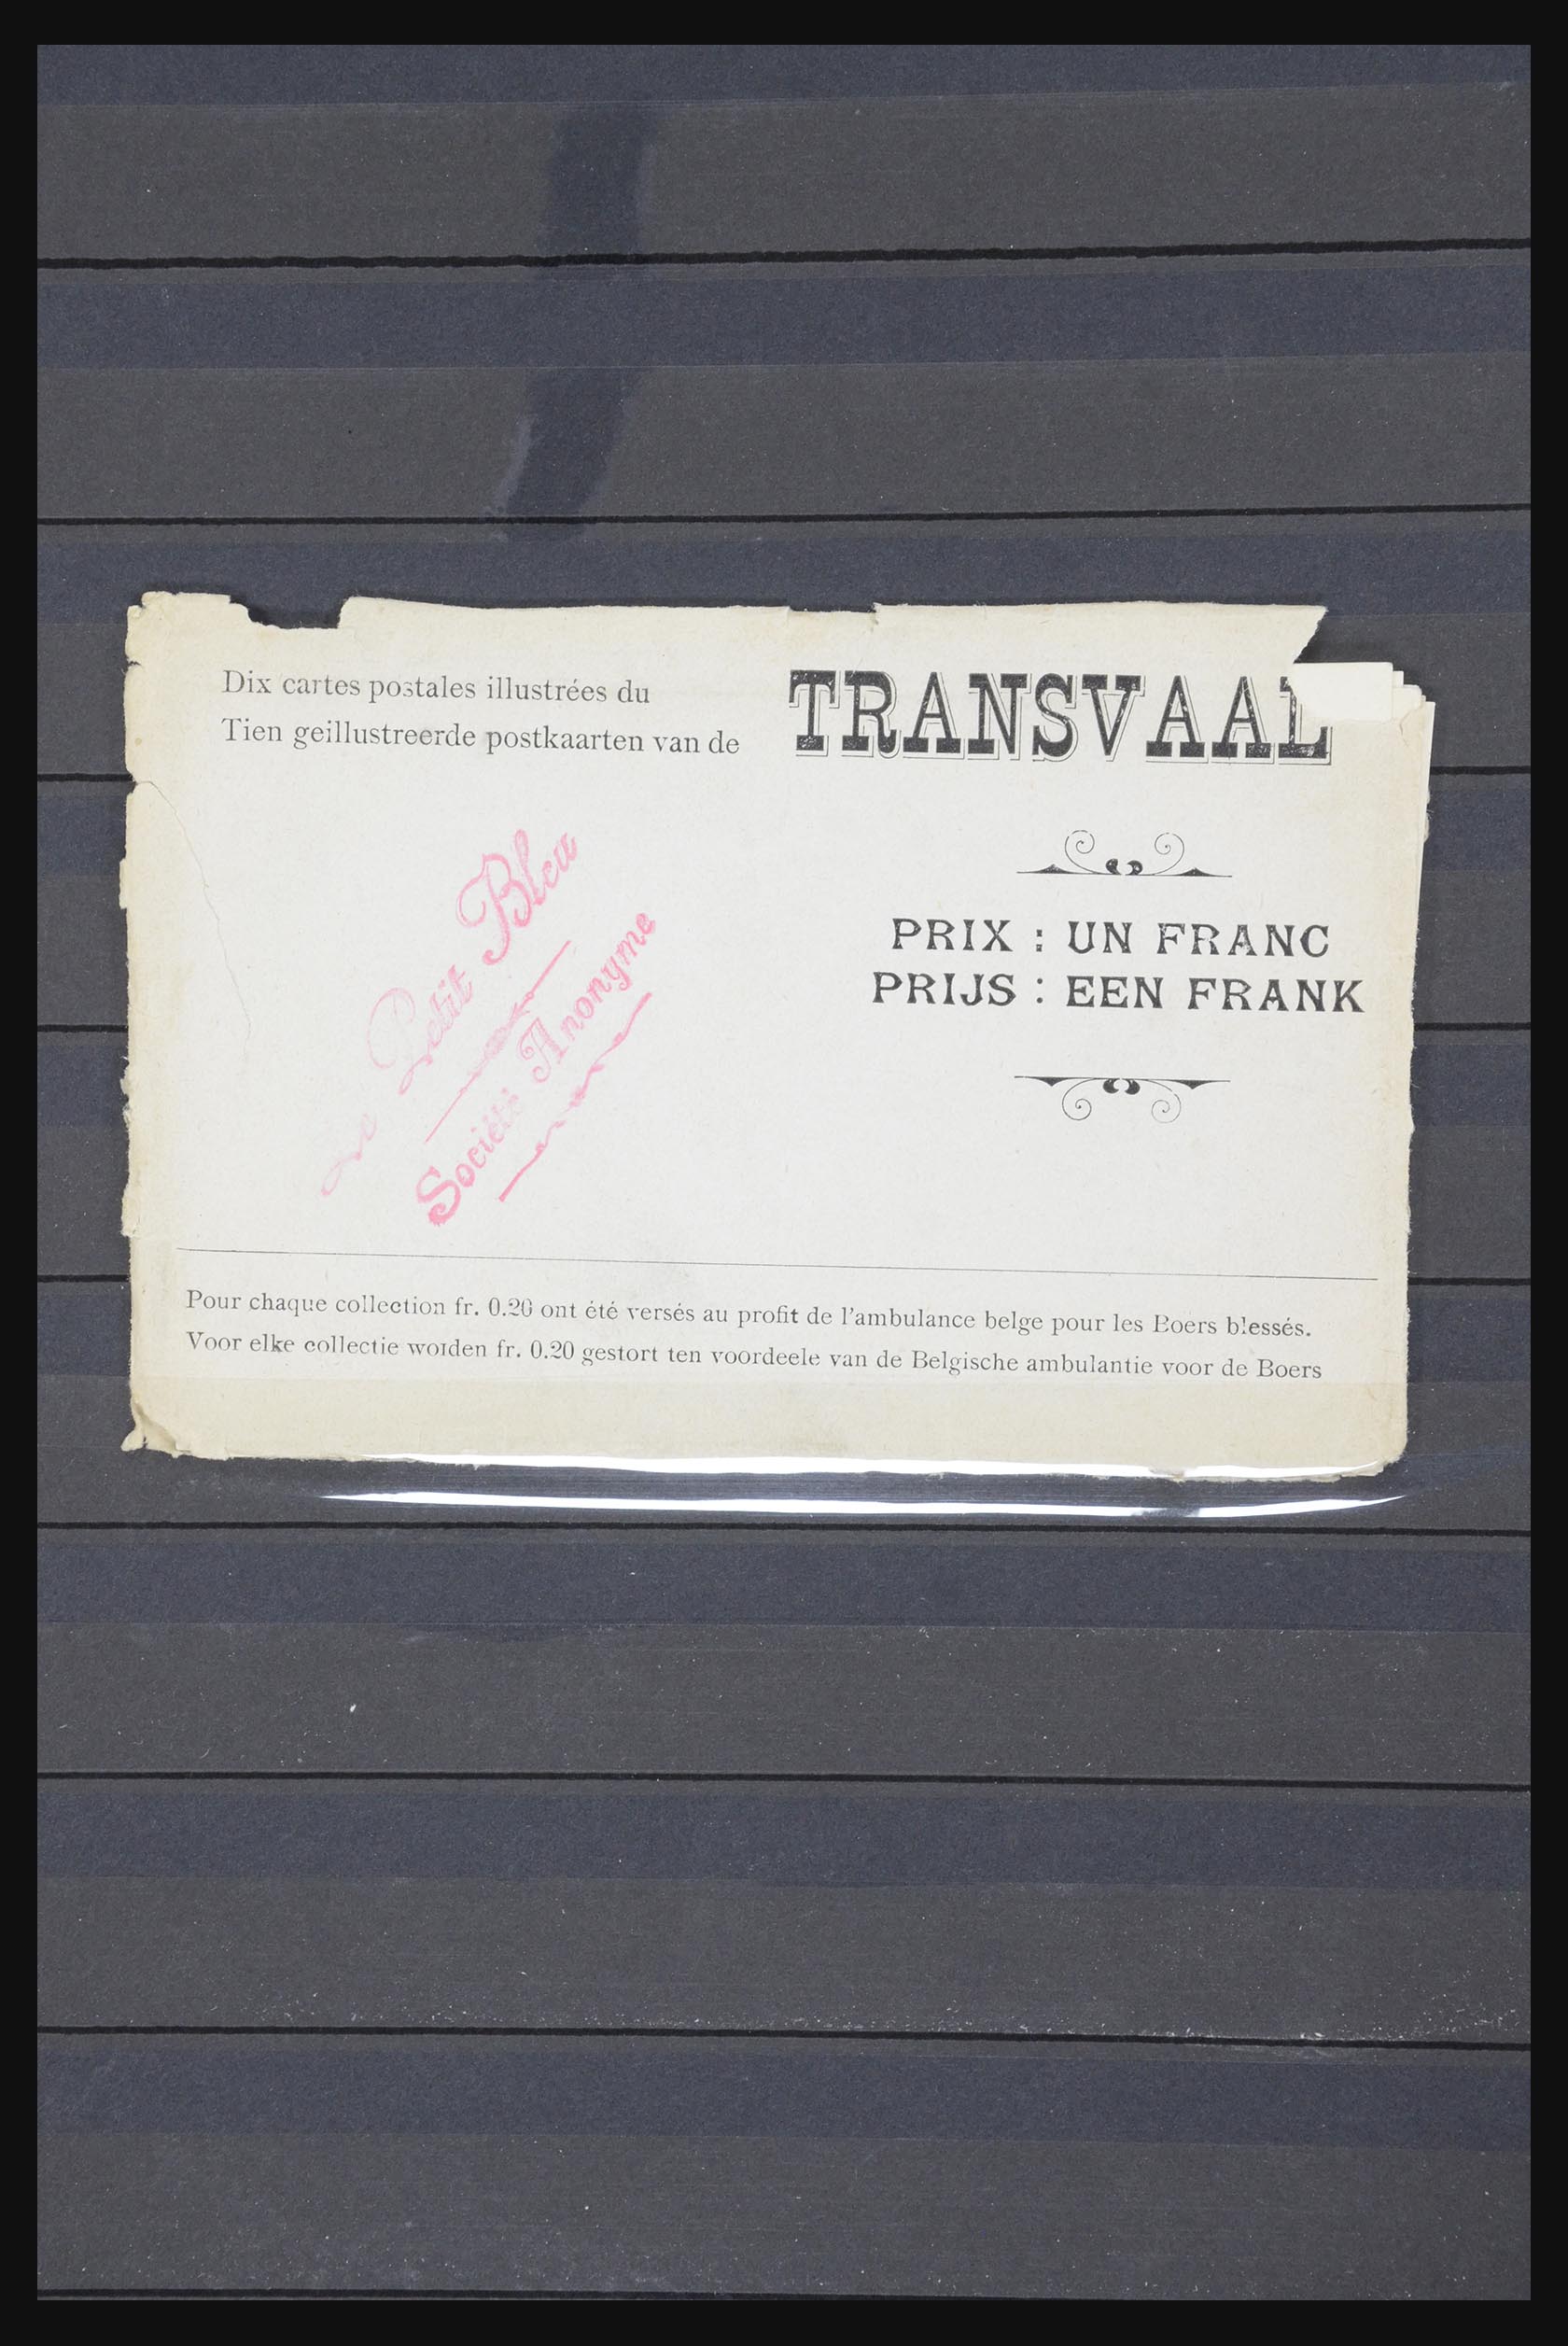 Dix cartes postales illustrées du
Tien geillustreerde postkaarten van de
TRANSVAAL
Le Petit Bleu
Société Anonyme
PRIX : UN FRANC
PRIJS : EEN FRANK
Pour chaque collection fr. 0.20 ont été versés au profit de l'ambulance belge pour les Boers blessés.
Voor elke collectie worden fr. 0.20 gestort ten voordeele van de Belgische ambulantie voor de Boers